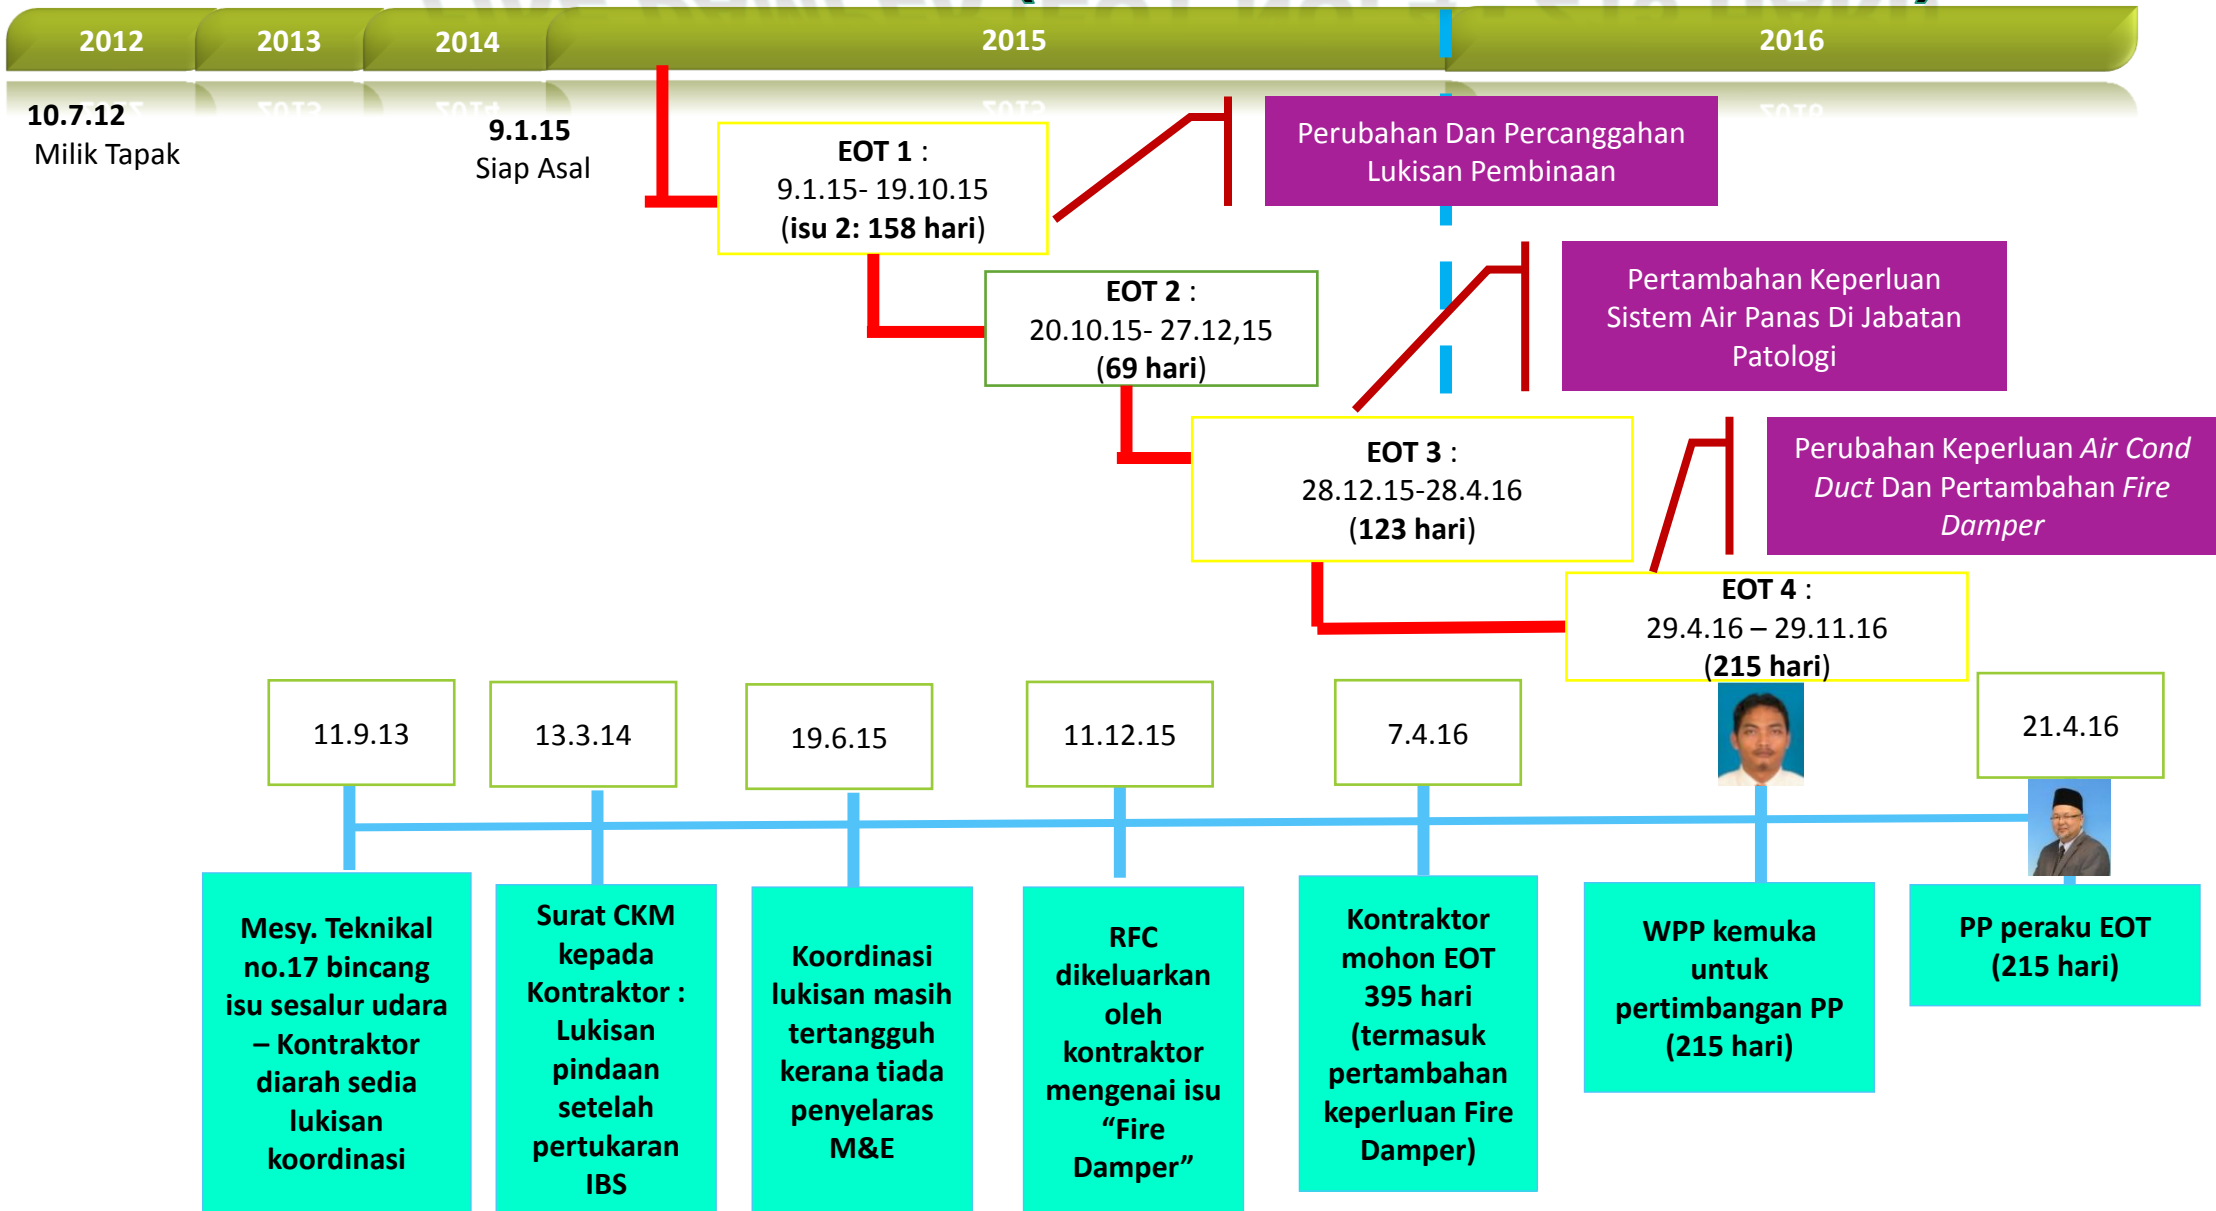 2012
2013
2014
2015
2016
10.7.12
Milik Tapak
9.1.15
Siap Asal
EOT 1 :
9.1.15- 19.10.15
(isu 2: 158 hari)
Perubahan Dan Percanggahan
Lukisan Pembinaan
EOT 2 :
20.10.15- 27.12,15
(69 hari)
Pertambahan Keperluan
Sistem Air Panas Di Jabatan
Patologi
EOT 3 :
28.12.15-28.4.16
(123 hari)
Perubahan Keperluan Air Cond
Duct Dan Pertambahan Fire
Damper
EOT 4 :
29.4.16 – 29.11.16
(215 hari)
11.9.13
13.3.14
19.6.15
11.12.15
7.4.16
21.4.16
Mesy. Teknikal
no.17 bincang
isu sesalur udara
– Kontraktor
diarah sedia
lukisan
koordinasi
Surat CKM
kepada
Kontraktor :
Lukisan
pindaan
setelah
pertukaran
IBS
Koordinasi
lukisan masih
tertangguh
kerana tiada
penyelaras
M&E
RFC
dikeluarkan
oleh
kontraktor
mengenai isu
“Fire
Damper”
Kontraktor
mohon EOT
395 hari
(termasuk
pertambahan
keperluan Fire
Damper)
WPP kemuka
untuk
pertimbangan PP
(215 hari)
PP peraku EOT
(215 hari)